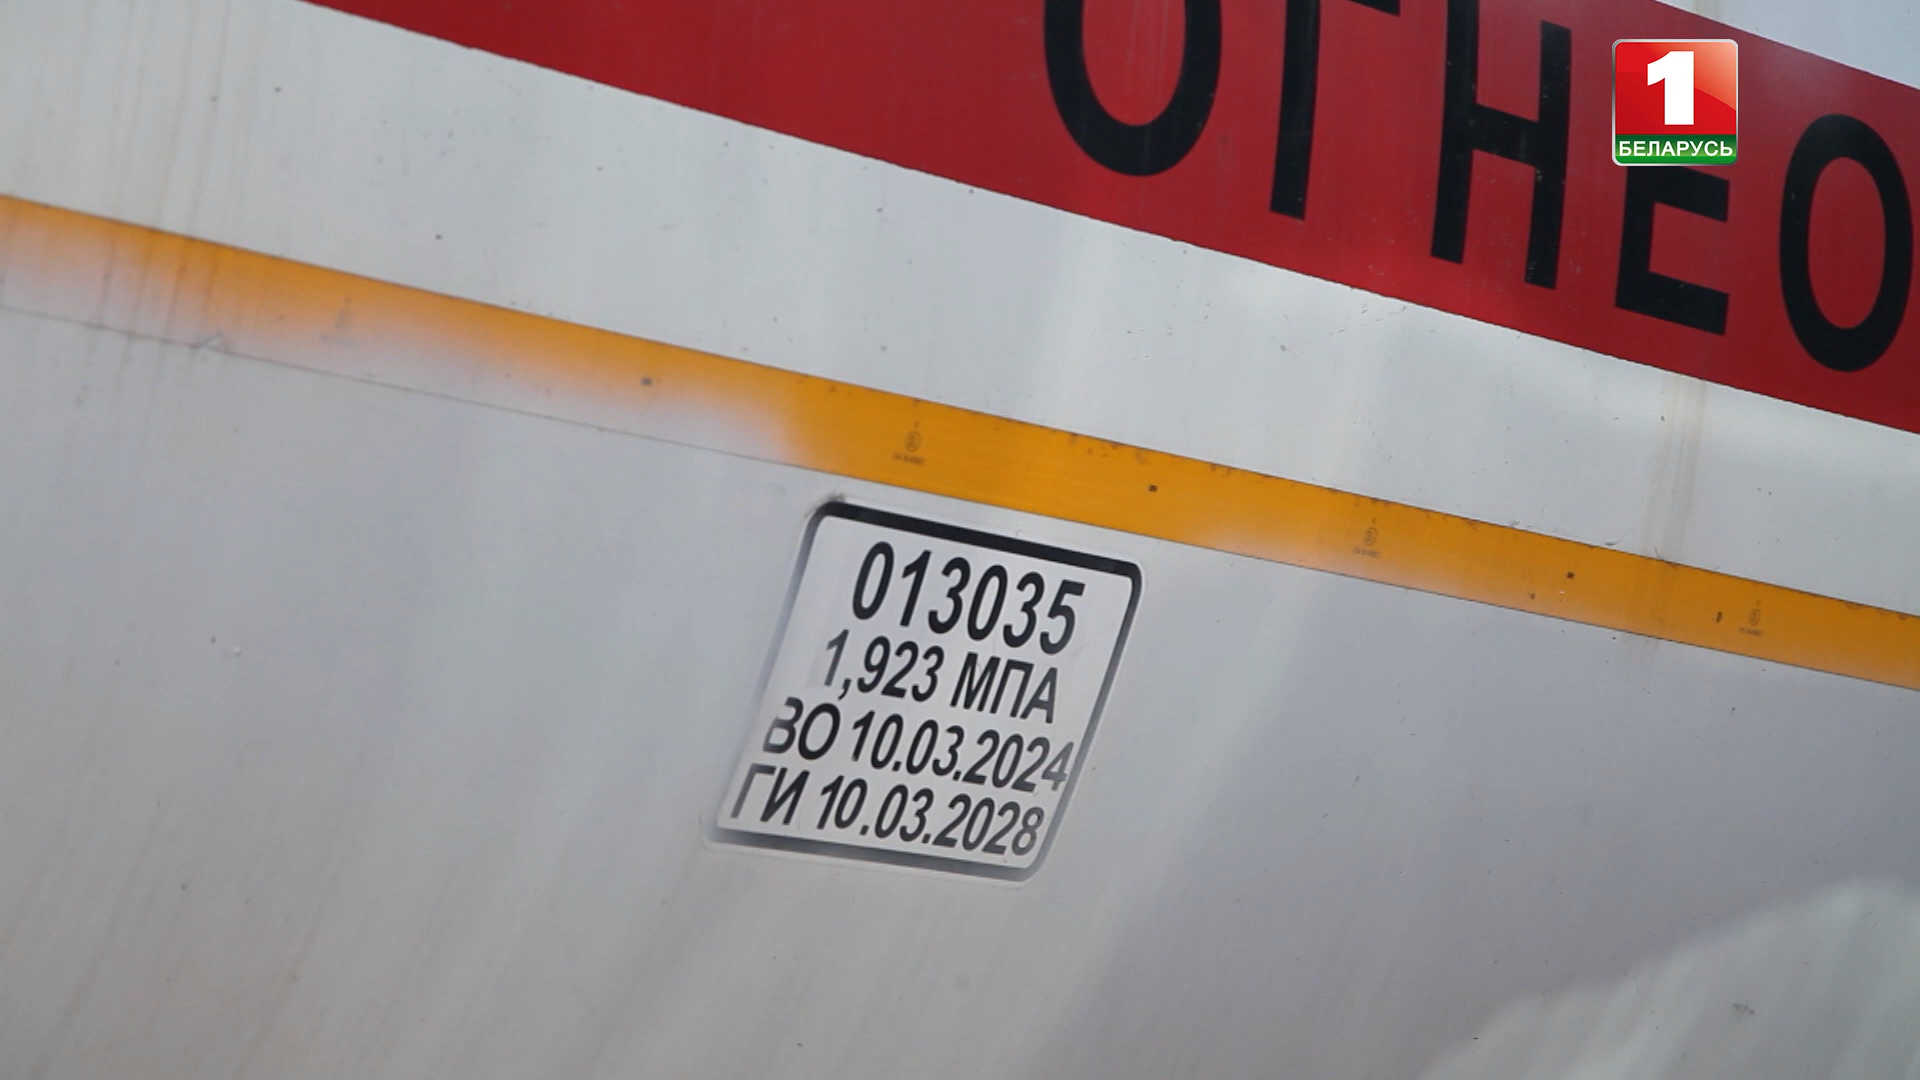 ОГНЕО
1
БЕЛАРУСЬ
013035
1,923 МПА
ВО 10.03.2024
ГИ 10.03.2028